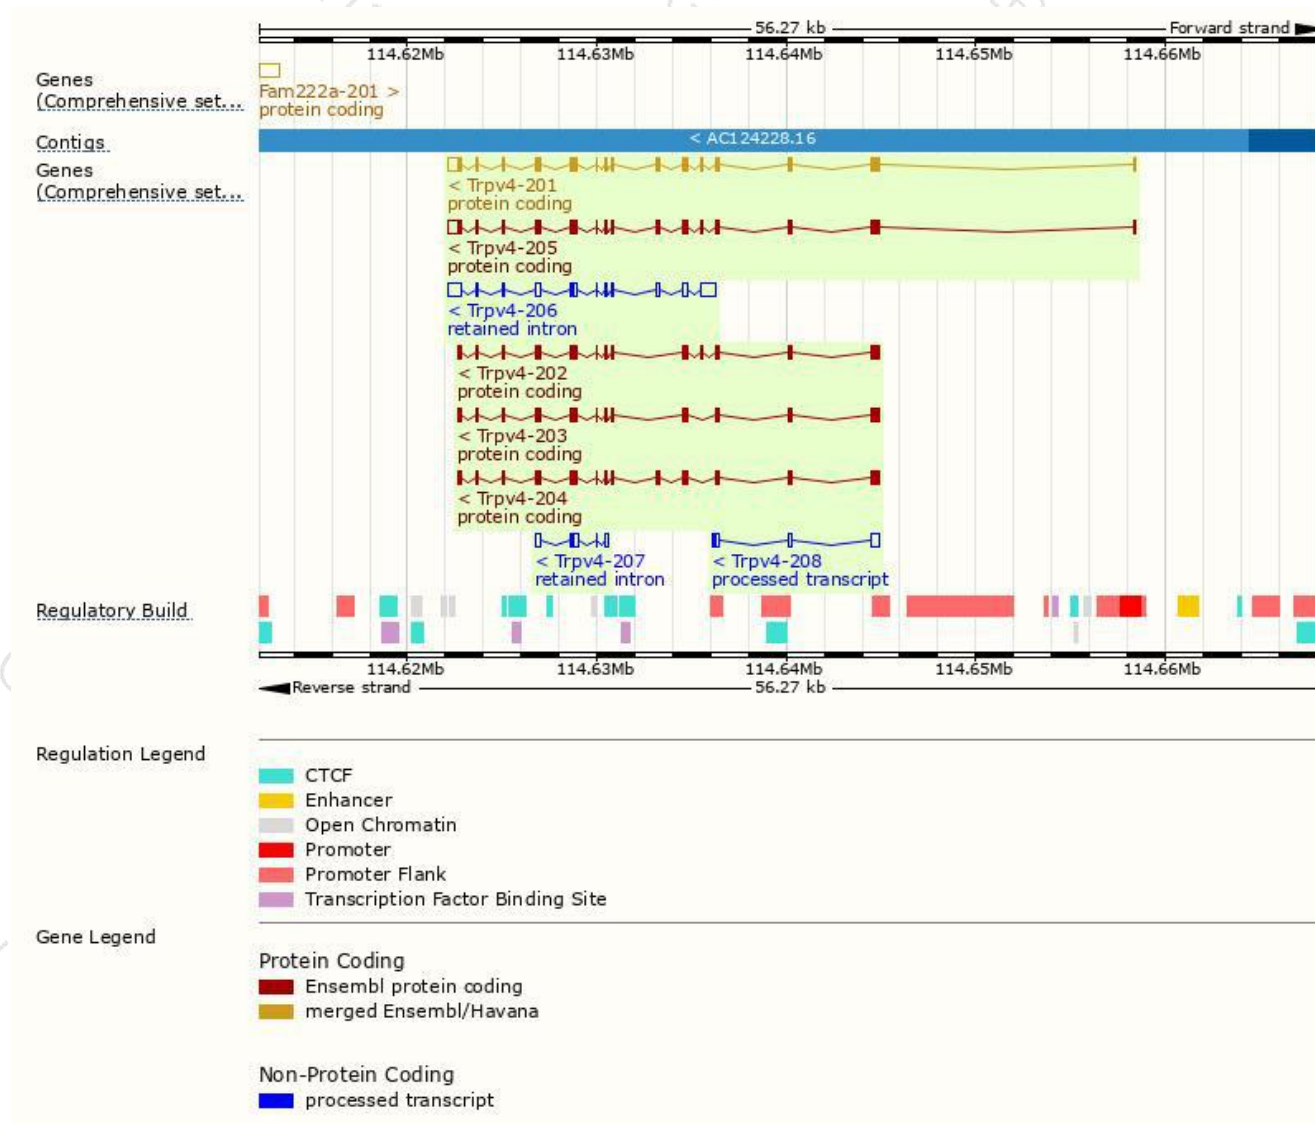 56.27 kb
Forward strand
114.62Mb 114.63Mb 114.64Mb 114.65Mb 114.66Mb
Genes
(Comprehensive set...
Fam222a-201 >
protein coding
Contigs
< AC124228.16
Genes
(Comprehensive set...
< Trpv4-201
protein coding
< Trpv4-205
protein coding
< Trpv4-206
retained intron
< Trpv4-202
protein coding
< Trpv4-203
protein coding
< Trpv4-204
protein coding
< Trpv4-207
retained intron
< Trpv4-208
processed transcript
Regulatory Build
114.62Mb 114.63Mb 114.64Mb 114.65Mb 114.66Mb
Reverse strand
56.27 kb
Regulation Legend
CTCF
Enhancer
Open Chromatin
Promoter
Promoter Flank
Transcription Factor Binding Site
Gene Legend
Protein Coding
Ensembl protein coding
merged Ensembl/Havana
Non-Protein Coding
processed transcript